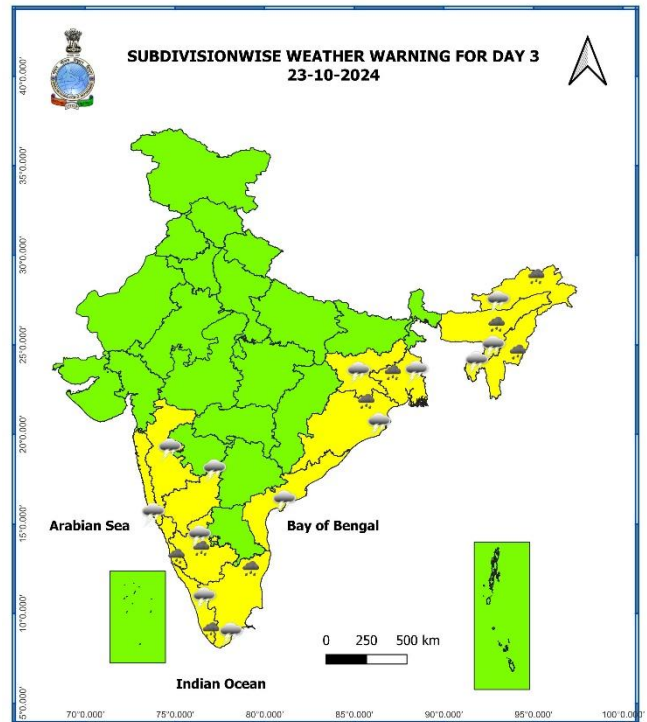 SUBDIVISIONWISE WEATHER WARNING FOR DAY 3
23-10-2024
40°0.000'
35°0.000'
30°0.000'
25°0.000'
20°0.000'
15°0.000'
10°0.000'
5°0.000'
Arabian Sea
Bay of Bengal
0 250 500 km
Indian Ocean
70°0.000' 75°0.000' 80°0.000' 85°0.000' 90°0.000' 95°0.000' 100°0.0'